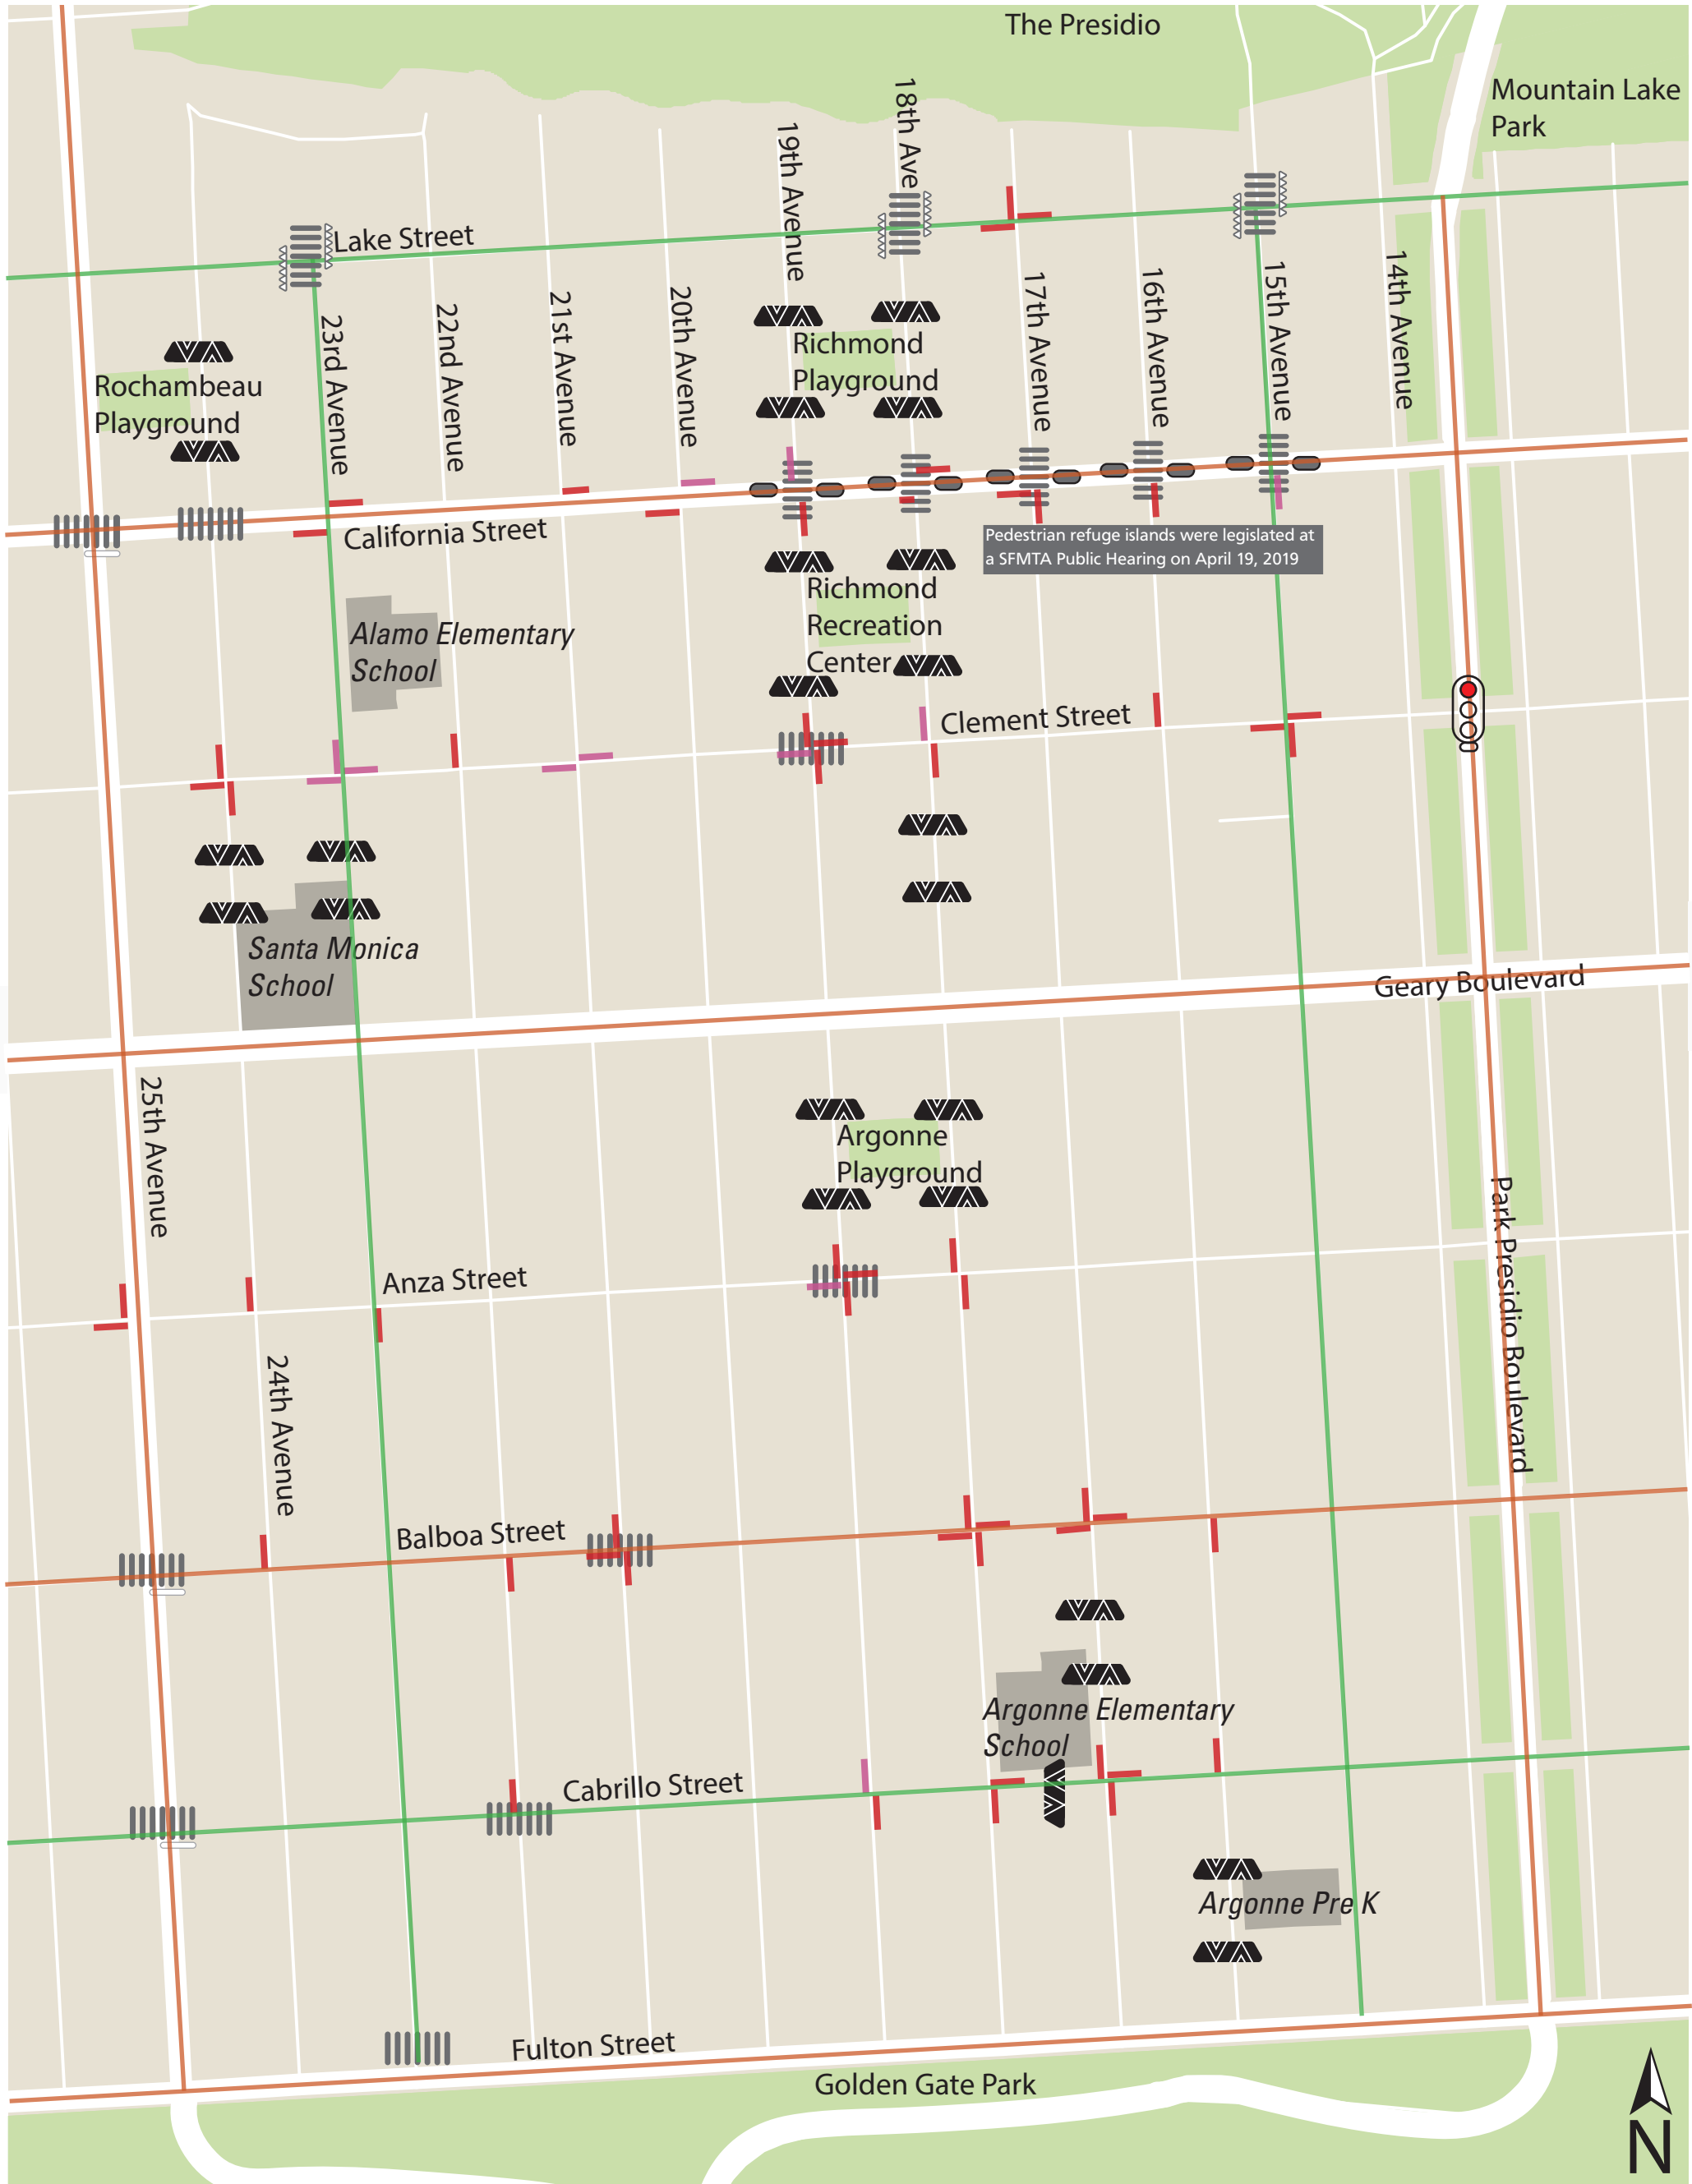 The Presidio
Mountain Lake
Park
18th Ave
19th Avenue
Lake Street
23rd Avenue
22nd Avenue
21st Avenue
20th Avenue
17th Avenue
16th Avenue
15th Avenue
14th Avenue
Richmond
Playground
Rochambeau
Playground
California Street
Pedestrian refuge islands were legislated at
a SFMTA Public Hearing on April 19, 2019
Richmond
Recreation
Center
Alamo Elementary
School
Clement Street
Santa Monica
School
Geary Boulevard
25th Avenue
Argonne
Playground
Park Presidio Boulevard
Anza Street
24th Avenue
Balboa Street
Argonne Elementary
School
Cabrillo Street
Argonne Pre K
Fulton Street
Golden Gate Park
N